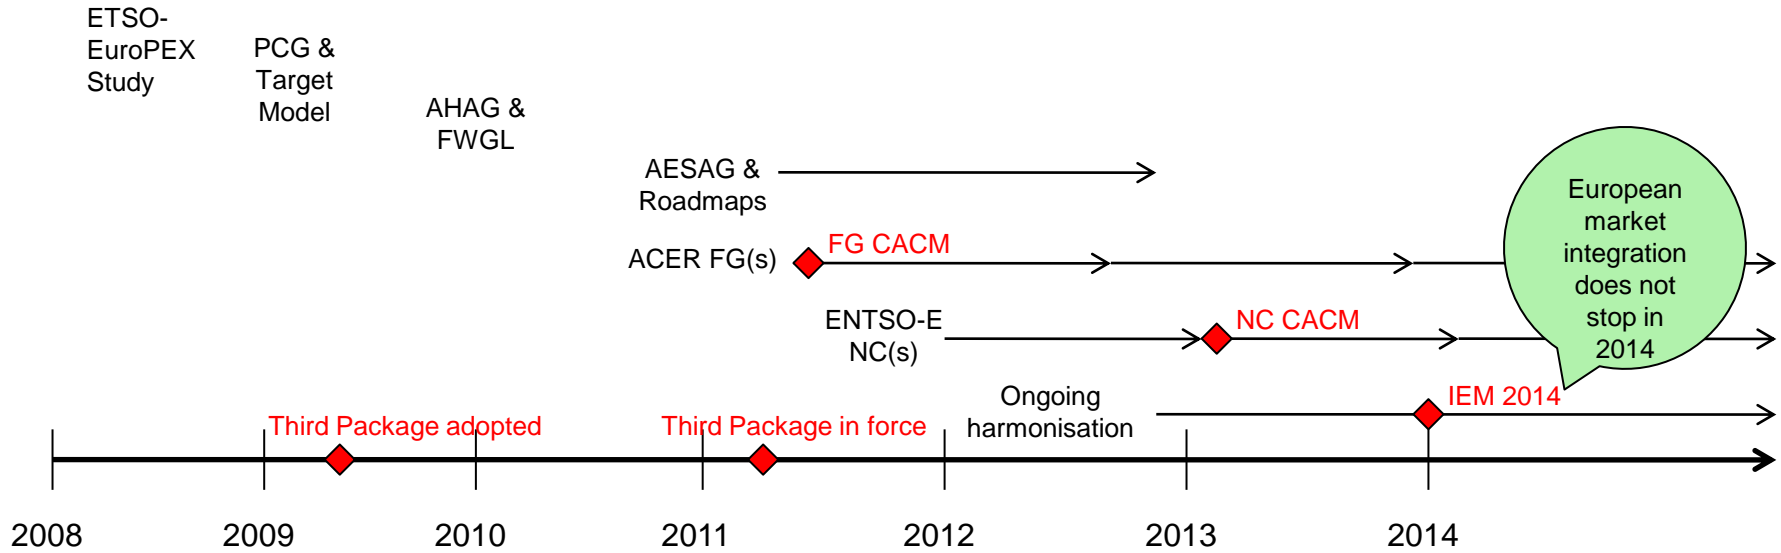 ETSO-
EuroPEX
Study
PCG &
Target
Model
AHAG &
FWGL
AESAG &
Roadmaps
ACER FG(s)
FG CACM
ENTSO-E
NC(s)
NC CACM
European
market
integration
does not
stop in
2014
Ongoing
harmonisation
IEM 2014
Third Package adopted
Third Package in force
2008
2009
2010
2011
2012
2013
2014